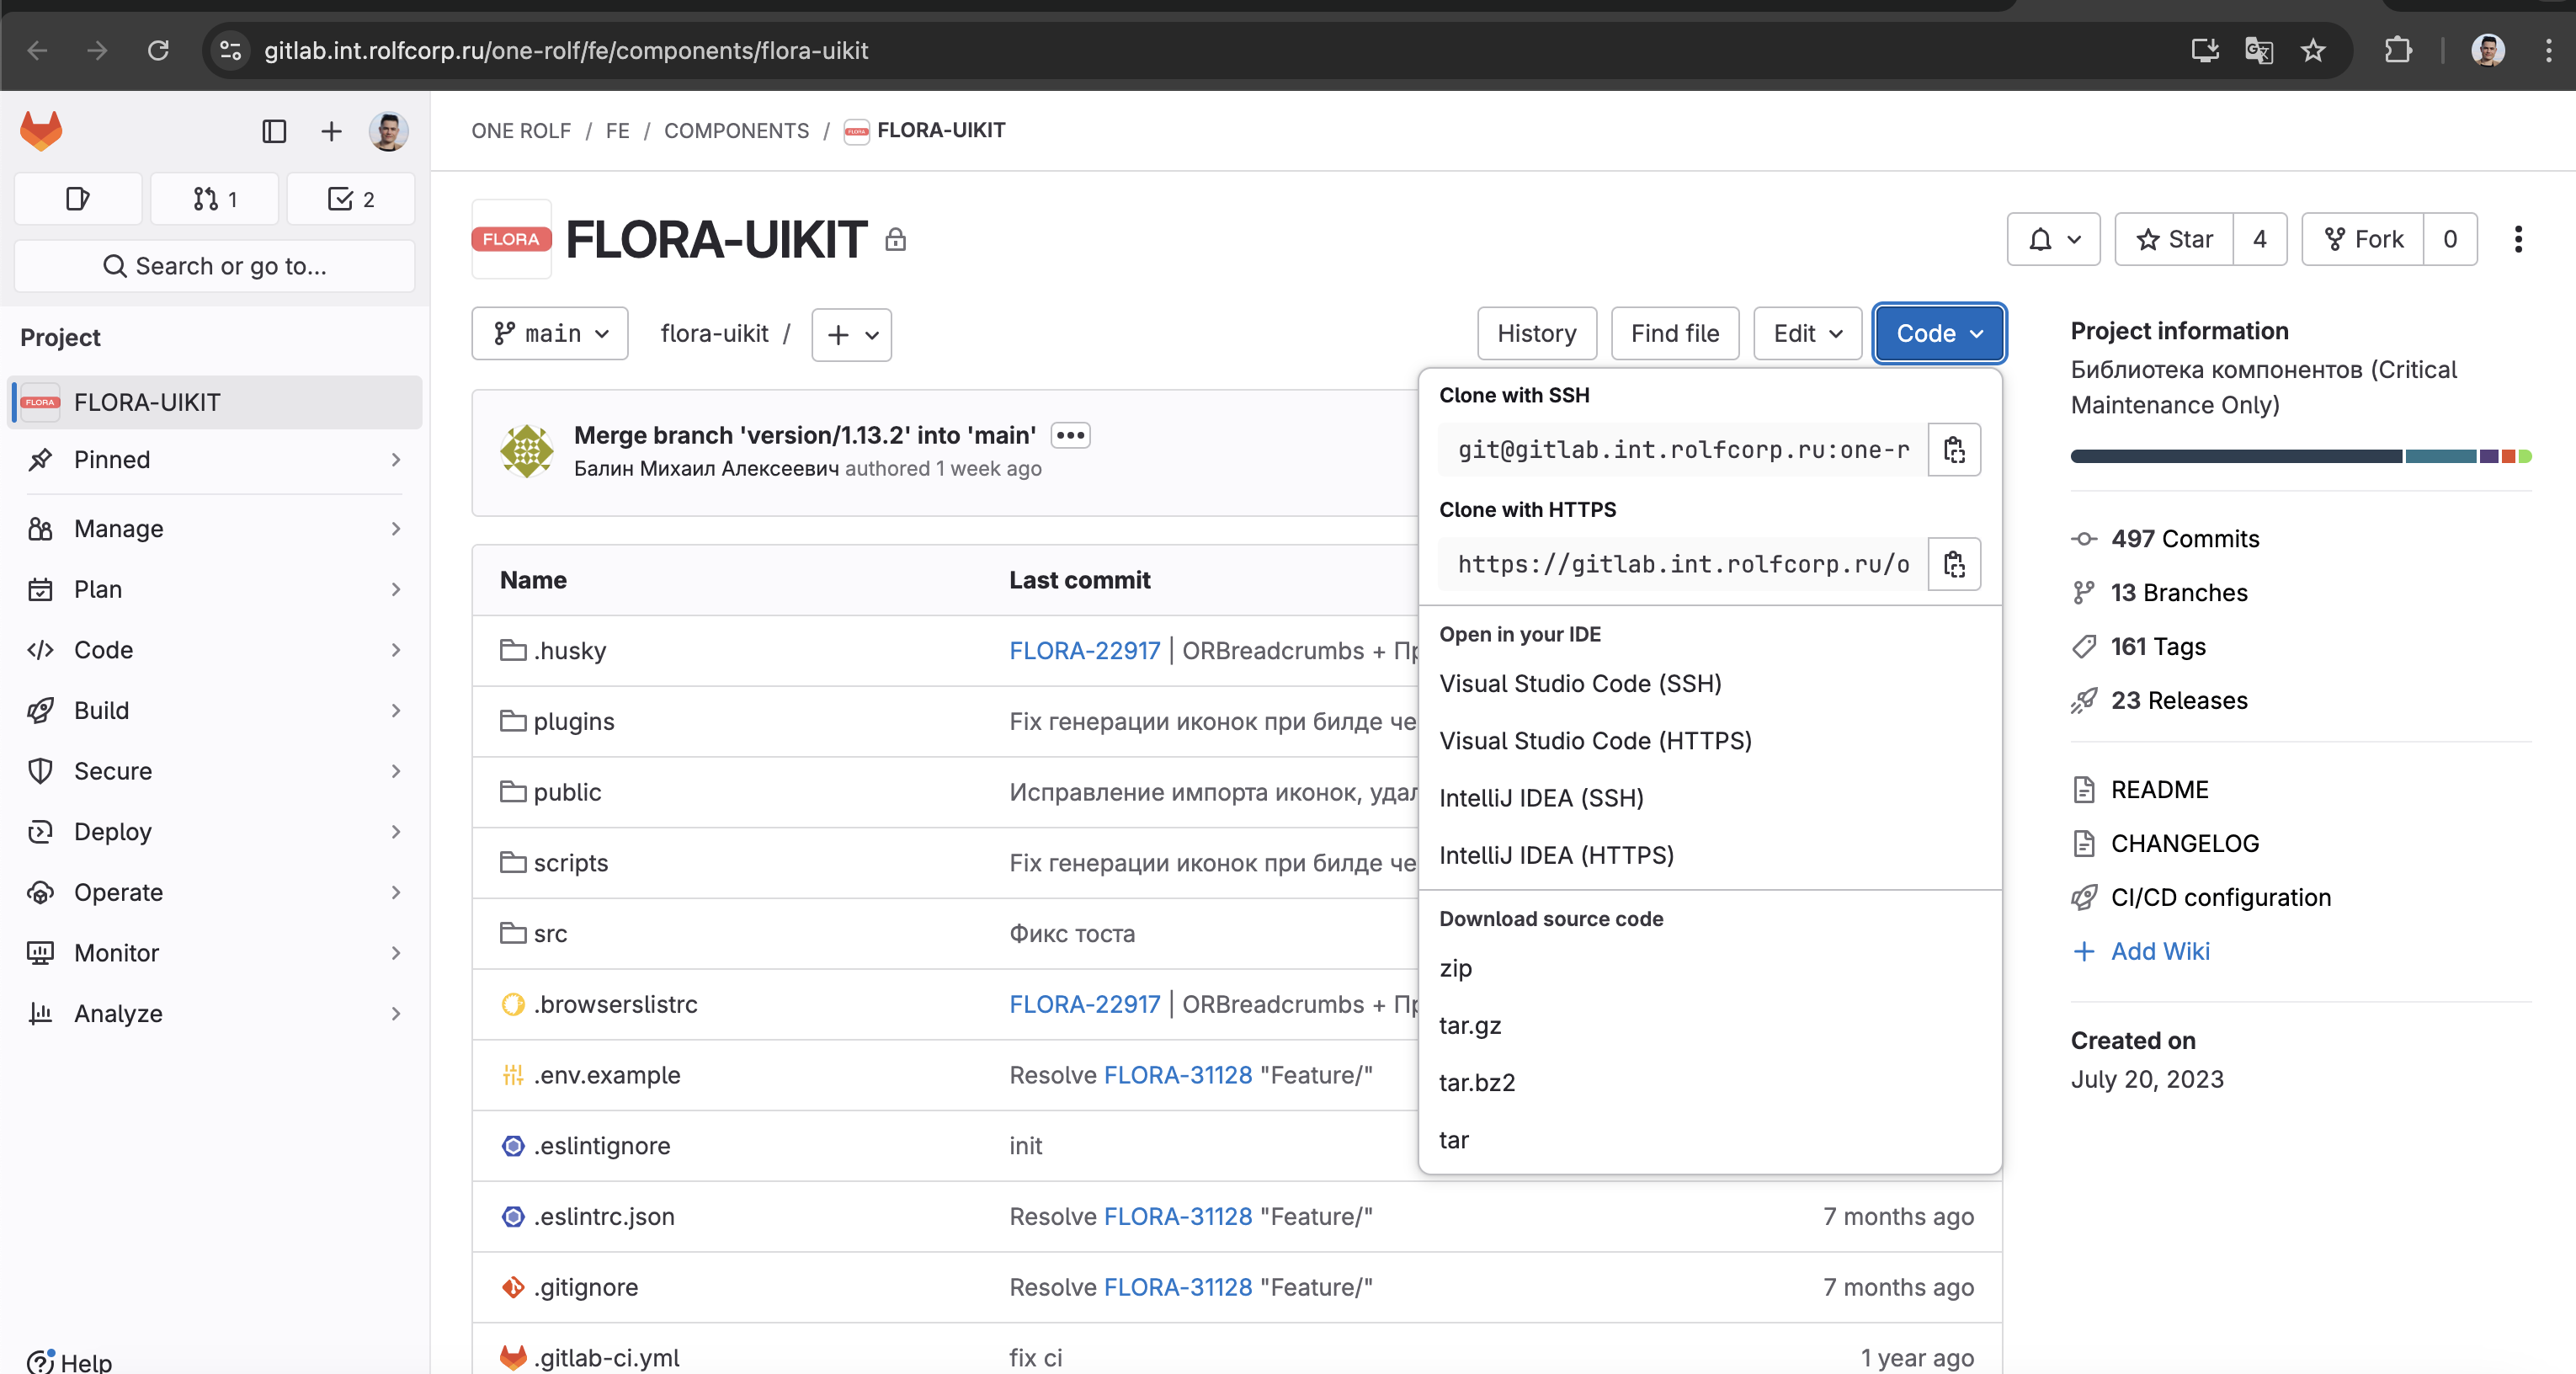 gitlab.int.rolfcorp.ru/one-rolf/fe/components/flora-uikit
ONE ROLF / FE / COMPONENTS / FLORA FLORA-UIKIT
1
2
Search or go to...
Project
FLORA FLORA-UIKIT
Pinned
Manage
Plan
Code
Build
Secure
Deploy
Operate
Monitor
Analyze
Help
FLORA FLORA-UIKIT
Star 4
Fork 0
main
flora-uikit /
History
Find file
Edit
Code
Merge branch 'version/1.13.2' into 'main'
Балин Михаил Алексеевич authored 1 week ago
Name Last commit
.husky FLORA-22917 | ORBreadcrumbs + Пр
plugins Fix генерации иконок при билде че
public Исправление импорта иконок, удал
scripts Fix генерации иконок при билде че
src Фикс тоста
.browserslistrc FLORA-22917 | ORBreadcrumbs + Пр
.env.example Resolve FLORA-31128 "Feature/"
.eslintignore init
.eslintrc.json Resolve FLORA-31128 "Feature/" 7 months ago
.gitignore Resolve FLORA-31128 "Feature/" 7 months ago
.gitlab-ci.yml fix ci 1 year ago
Clone with SSH
git@gitlab.int.rolfcorp.ru:one-r
Clone with HTTPS
https://gitlab.int.rolfcorp.ru/o
Open in your IDE
Visual Studio Code (SSH)
Visual Studio Code (HTTPS)
IntelliJ IDEA (SSH)
IntelliJ IDEA (HTTPS)
Download source code
zip
tar.gz
tar.bz2
tar
Project information
Библиотека компонентов (Critical
Maintenance Only)
497 Commits
13 Branches
161 Tags
23 Releases
README
CHANGELOG
CI/CD configuration
Add Wiki
Created on
July 20, 2023